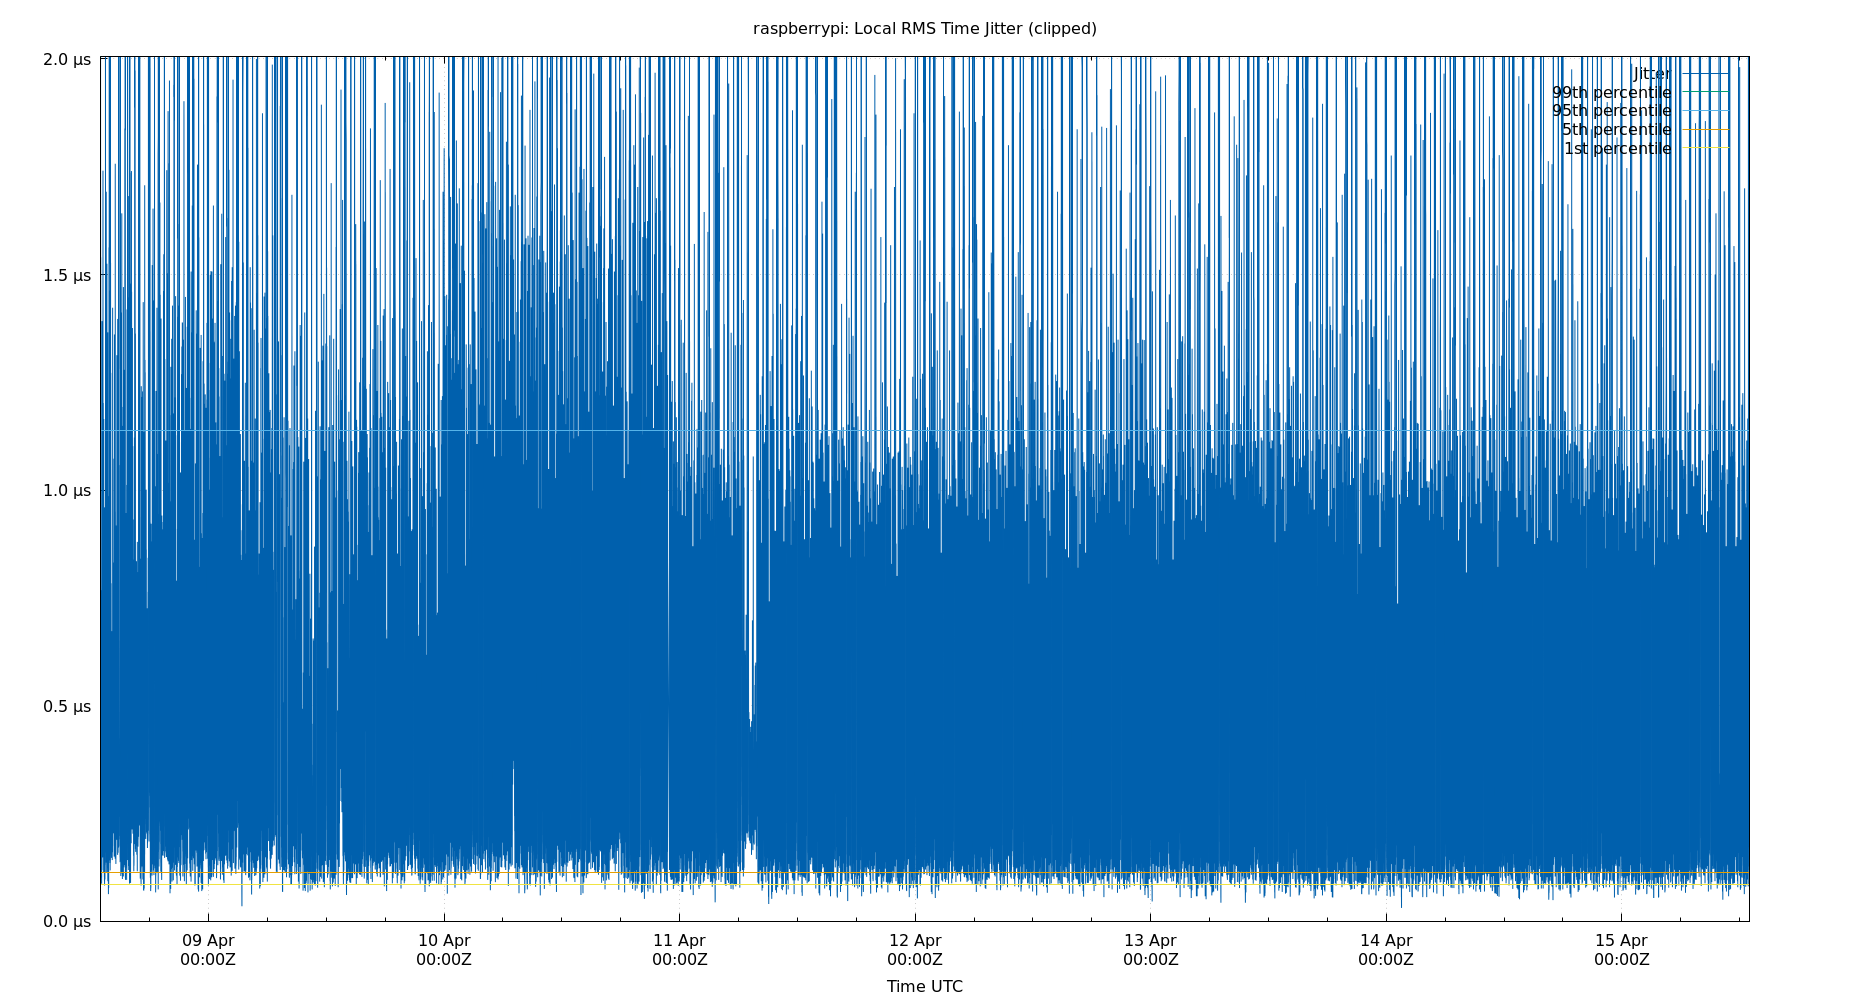 raspberrypi: Local RMS Time Jitter (clipped)
2.0 μs
1.5 μs
1.0 μs
0.5 μs
0.0 μs
Jitter
99th percentile
95th percentile
5th percentile
1st percentile
09 Apr 10 Apr 11 Apr 12 Apr 13 Apr 14 Apr 15 Apr
00:00Z 00:00Z 00:00Z 00:00Z 00:00Z 00:00Z 00:00Z
Time UTC